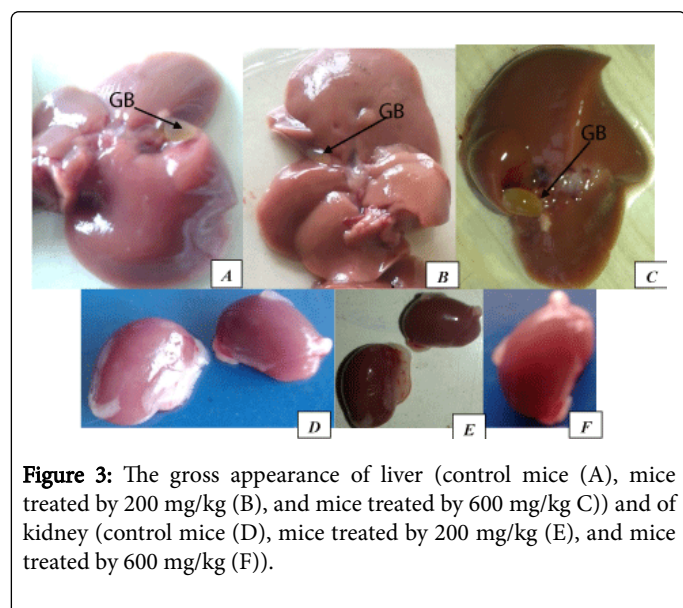 GB
GB
GB
A
B
C
D
E
F
Figure 3: The gross appearance of liver (control mice (A), mice
treated by 200 mg/kg (B), and mice treated by 600 mg/kg C)) and of
kidney (control mice (D), mice treated by 200 mg/kg (E), and mice
treated by 600 mg/kg (F)).